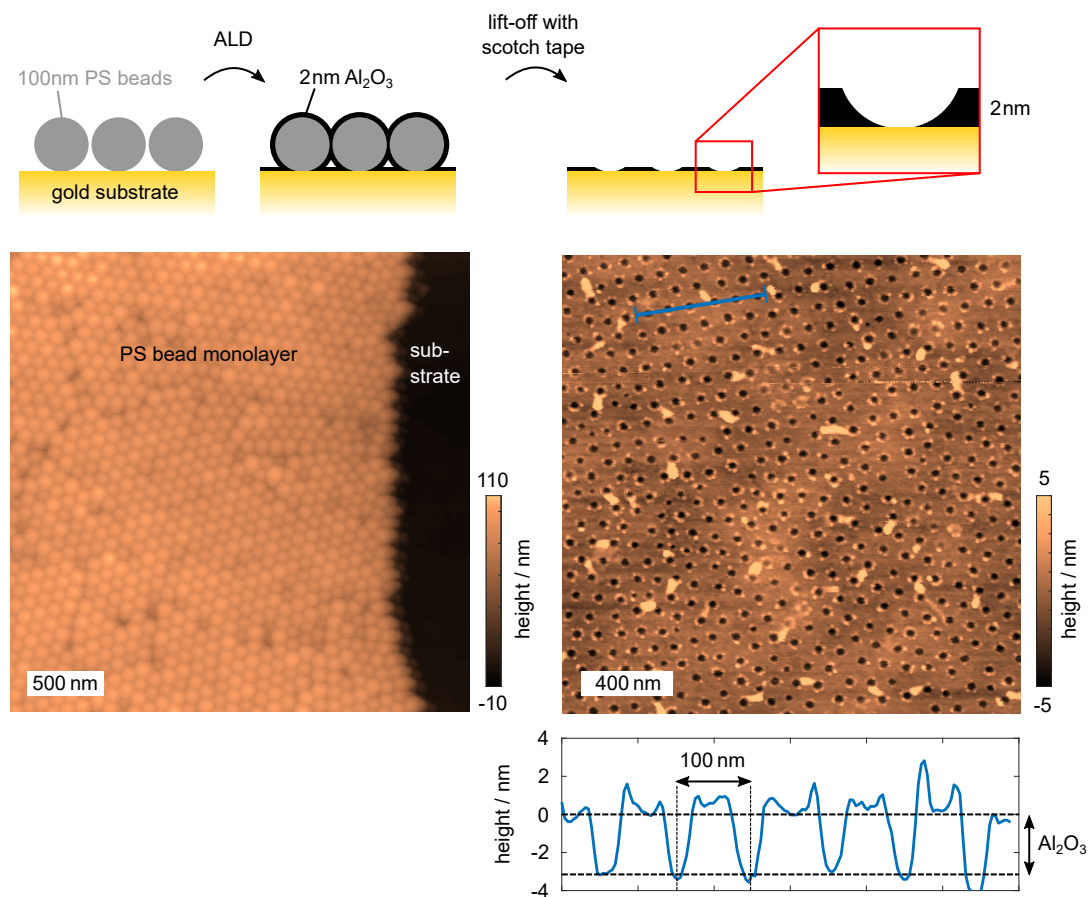 ALD
lift-off with
scotch tape
100nm PS beads
2nm Al₂O₃
2nm
gold substrate
PS bead monolayer
sub-
strate
110
height / nm
-10
500 nm
5
height / nm
-5
400 nm
4
2
0
-2
-4
height / nm
100 nm
Al₂O₃